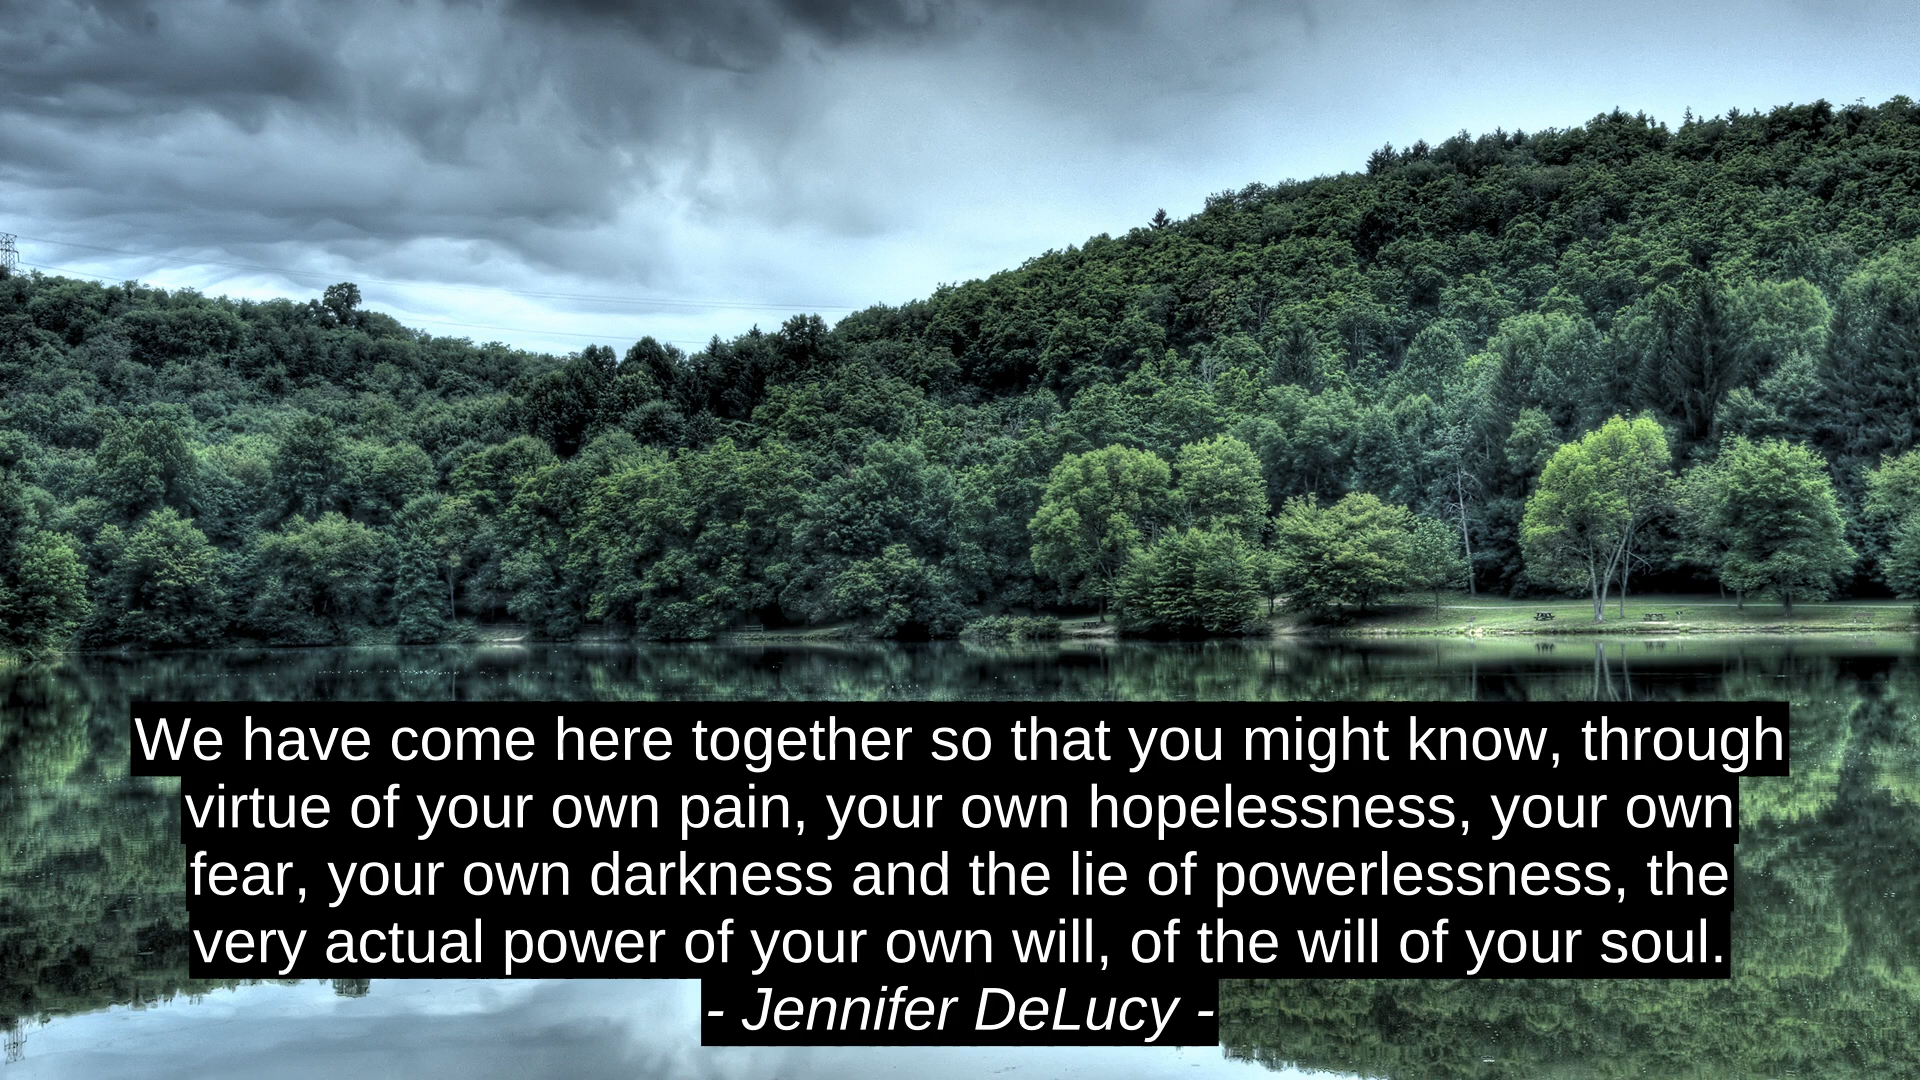 We have come here together so that you might know, through
virtue of your own pain, your own hopelessness, your own
fear, your own darkness and the lie of powerlessness, the
very actual power of your own will, of the will of your soul.
- Jennifer DeLucy -